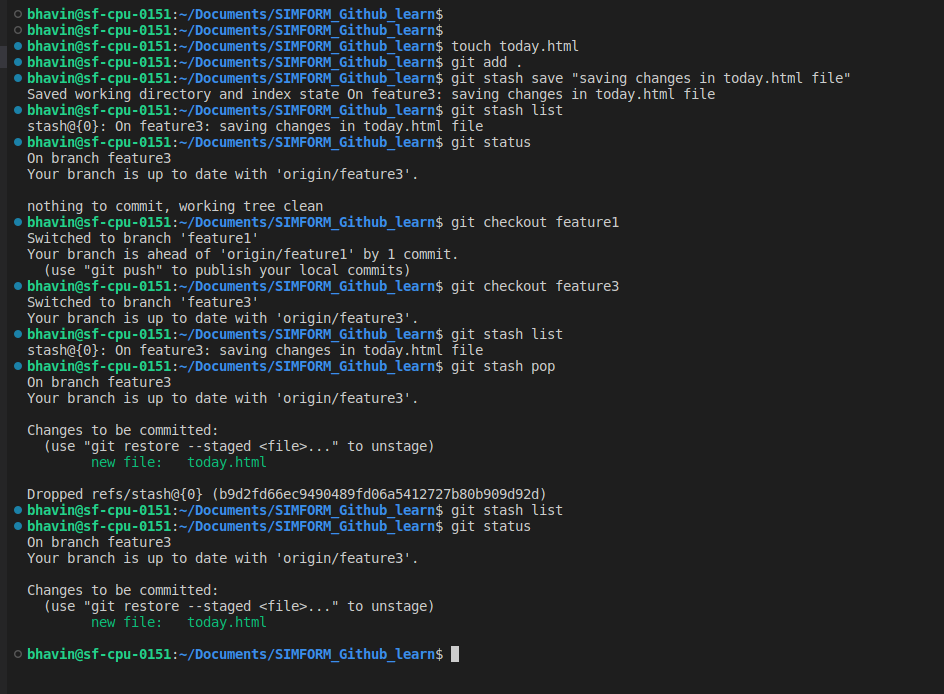 bhavin@sf-cpu-0151:~/Documents/SIMFORM_Github_learn$
bhavin@sf-cpu-0151:~/Documents/SIMFORM_Github_learn$
bhavin@sf-cpu-0151:~/Documents/SIMFORM_Github_learn$ touch today.html
bhavin@sf-cpu-0151:~/Documents/SIMFORM_Github_learn$ git add .
bhavin@sf-cpu-0151:~/Documents/SIMFORM_Github_learn$ git stash save "saving changes in today.html file"
Saved working directory and index state On feature3: saving changes in today.html file
bhavin@sf-cpu-0151:~/Documents/SIMFORM_Github_learn$ git stash list
stash@{0}: On feature3: saving changes in today.html file
bhavin@sf-cpu-0151:~/Documents/SIMFORM_Github_learn$ git status
On branch feature3
Your branch is up to date with 'origin/feature3'.

nothing to commit, working tree clean
bhavin@sf-cpu-0151:~/Documents/SIMFORM_Github_learn$ git checkout feature1
Switched to branch 'feature1'
Your branch is ahead of 'origin/feature1' by 1 commit.
  (use "git push" to publish your local commits)
bhavin@sf-cpu-0151:~/Documents/SIMFORM_Github_learn$ git checkout feature3
Switched to branch 'feature3'
Your branch is up to date with 'origin/feature3'.
bhavin@sf-cpu-0151:~/Documents/SIMFORM_Github_learn$ git stash list
stash@{0}: On feature3: saving changes in today.html file
bhavin@sf-cpu-0151:~/Documents/SIMFORM_Github_learn$ git stash pop
On branch feature3
Your branch is up to date with 'origin/feature3'.

Changes to be committed:
  (use "git restore --staged <file>..." to unstage)
        new file:   today.html

Dropped refs/stash@{0} (b9d2fd66ec9490489fd06a5412727b80b909d92d)
bhavin@sf-cpu-0151:~/Documents/SIMFORM_Github_learn$ git stash list
bhavin@sf-cpu-0151:~/Documents/SIMFORM_Github_learn$ git status
On branch feature3
Your branch is up to date with 'origin/feature3'.

Changes to be committed:
  (use "git restore --staged <file>..." to unstage)
        new file:   today.html

bhavin@sf-cpu-0151:~/Documents/SIMFORM_Github_learn$